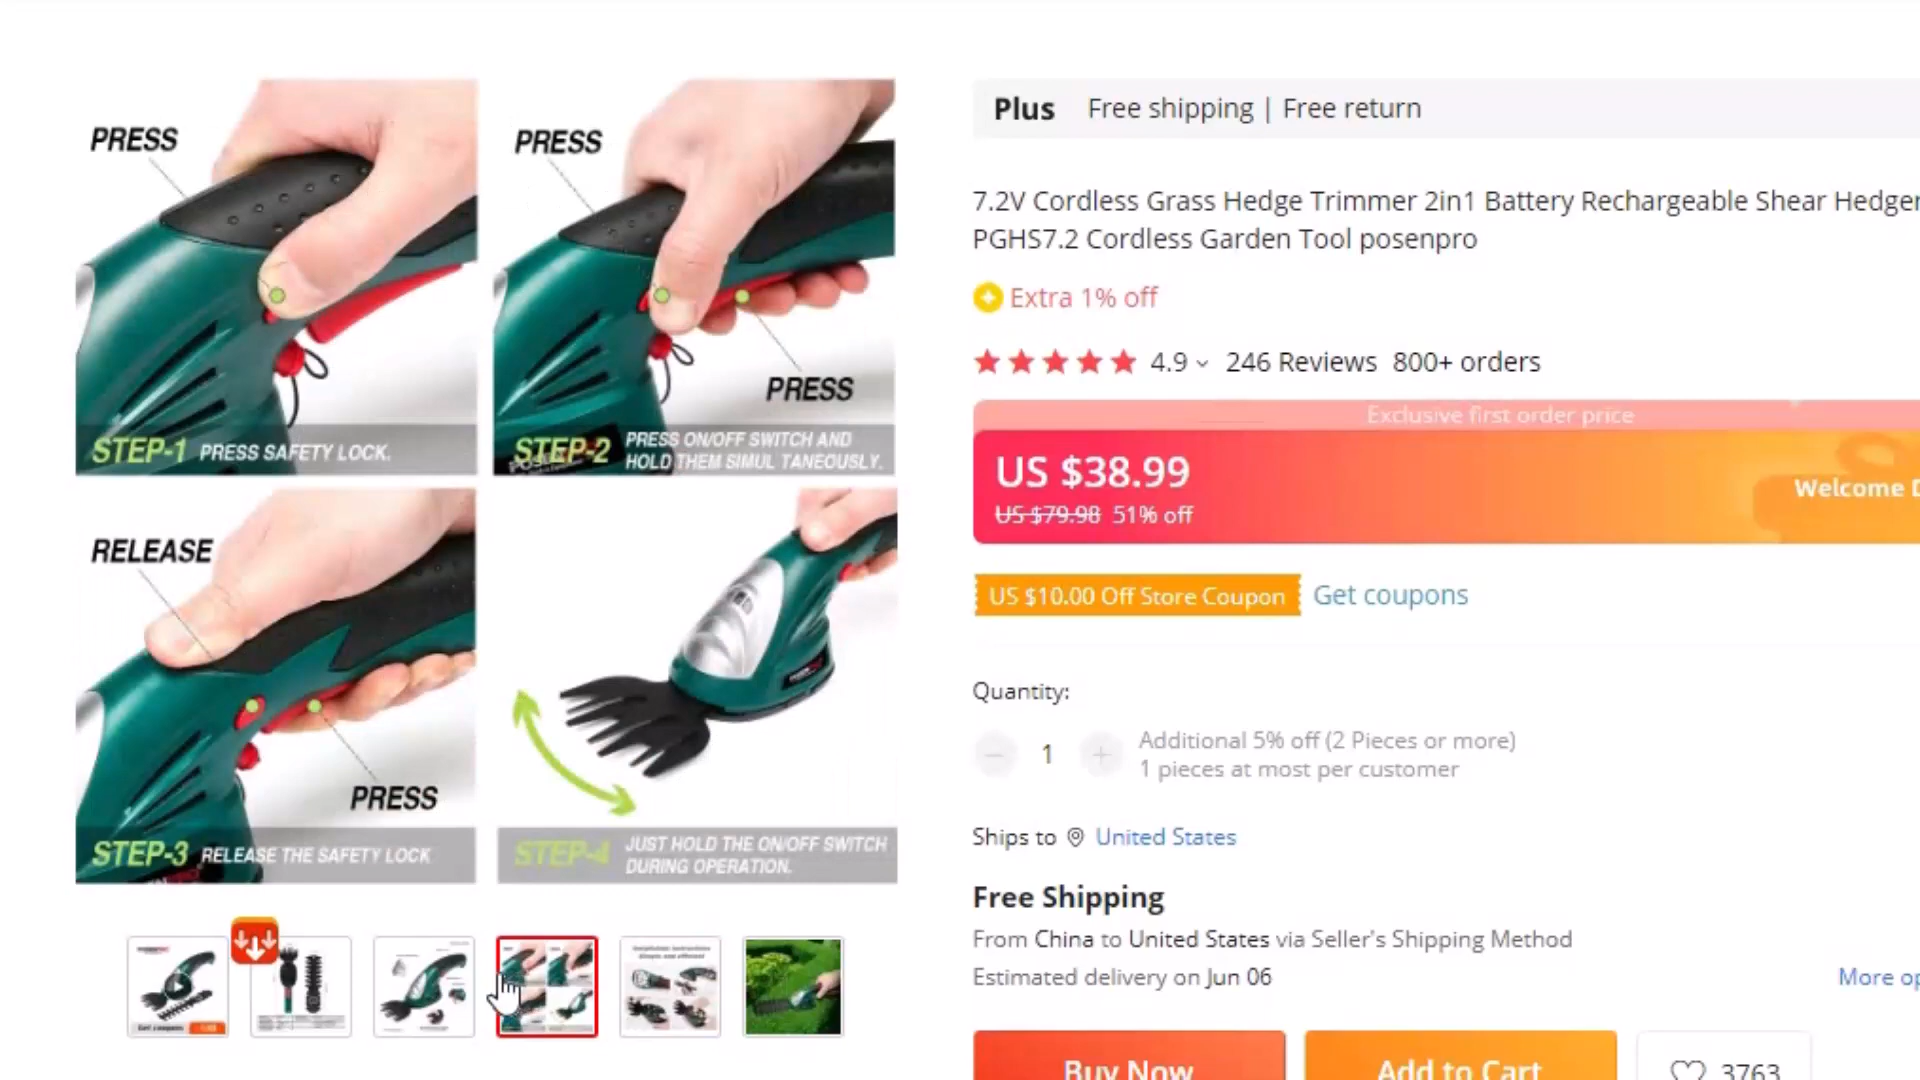 PRESS
STEP-1 PRESS SAFETY LOCK.
PRESS
PRESS
STEP-2 PRESS ON/OFF SWITCH AND
HOLD THEM SIMUL TANEOUSLY.
RELEASE
PRESS
STEP-3 RELEASE THE SAFETY LOCK
STEP-4 JUST HOLD THE ON/OFF SWITCH
DURING OPERATION.
Plus Free shipping | Free return
7.2V Cordless Grass Hedge Trimmer 2in1 Battery Rechargeable Shear Hedger
PGHS7.2 Cordless Garden Tool posenpro
Extra 1% off
4.9 246 Reviews 800+ orders
Exclusive first order price
US $38.99
US $79.98 51% off
Welcome D
US $10.00 Off Store Coupon Get coupons
Quantity:
1
Additional 5% off (2 Pieces or more)
1 pieces at most per customer
Ships to United States
Free Shipping
From China to United States via Seller's Shipping Method
Estimated delivery on Jun 06
More op
Buy Now Add to Cart 3763